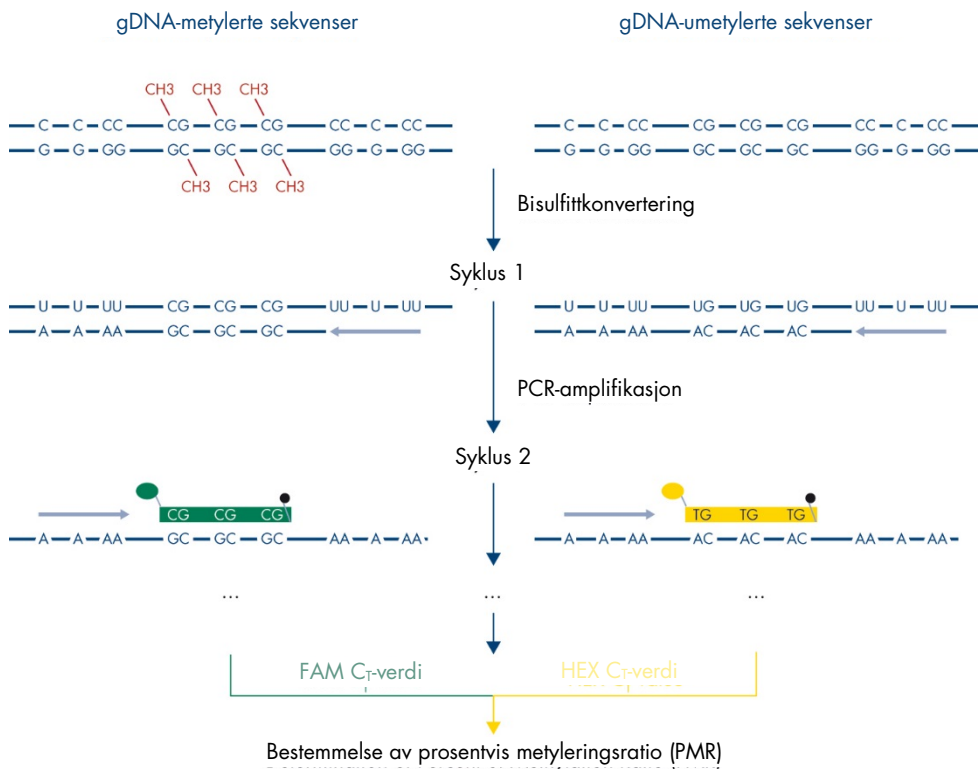 gDNA-metylerte sekvenser gDNA-umetylerte sekvenser
CH3 CH3 CH3
C C CC CG CG CG CC C CC C C CC CG CG CG CC C CC
G G GG GC GC GC GG G GG G G GG GC GC GC GG G GG
CH3 CH3 CH3
Bisulfittkonvertering
Syklus 1
U U UU CG CG CG UU U UU U U UU UG UG UG UU U UU
A A AA GC GC GC A A AA AC AC AC
PCR-amplifikasjon
Syklus 2
CG CG CG TG TG TG
A A AA GC GC GC AA A AA A A AA AC AC AC AA A AA
... ... ...
FAM CT-verdi HEX CT-verdi
Bestemmelse av prosentvis metyleringsratio (PMR)